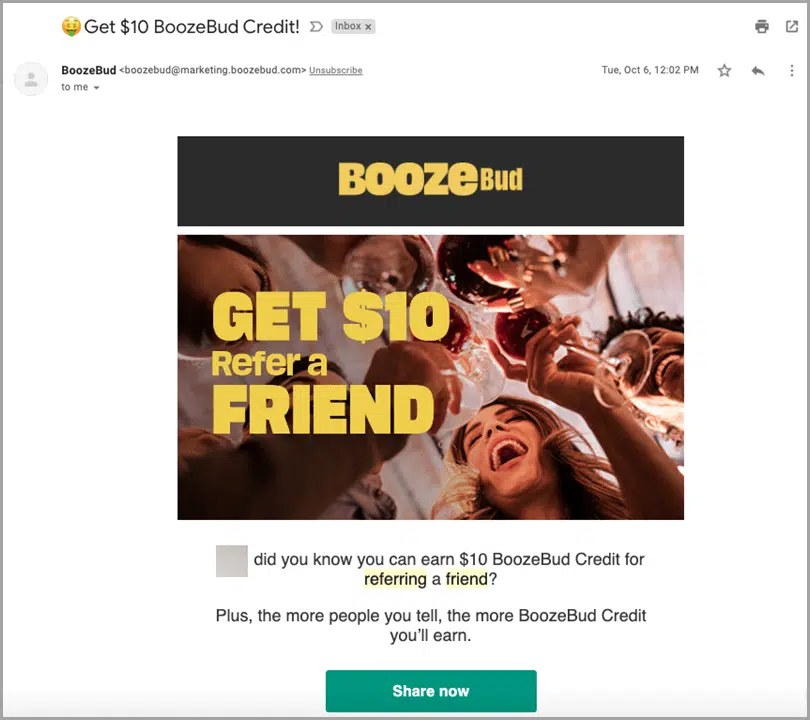 🤑 Get $10 BoozeBud Credit! Inbox x
BoozeBud <boozebud@marketing.boozebud.com> Unsubscribe Tue, Oct 6, 12:02 PM
to me
BOOZE Bud
GET $10
Refer a
FRIEND
did you know you can earn $10 BoozeBud Credit for
referring a friend?
Plus, the more people you tell, the more BoozeBud Credit
you'll earn.
Share now